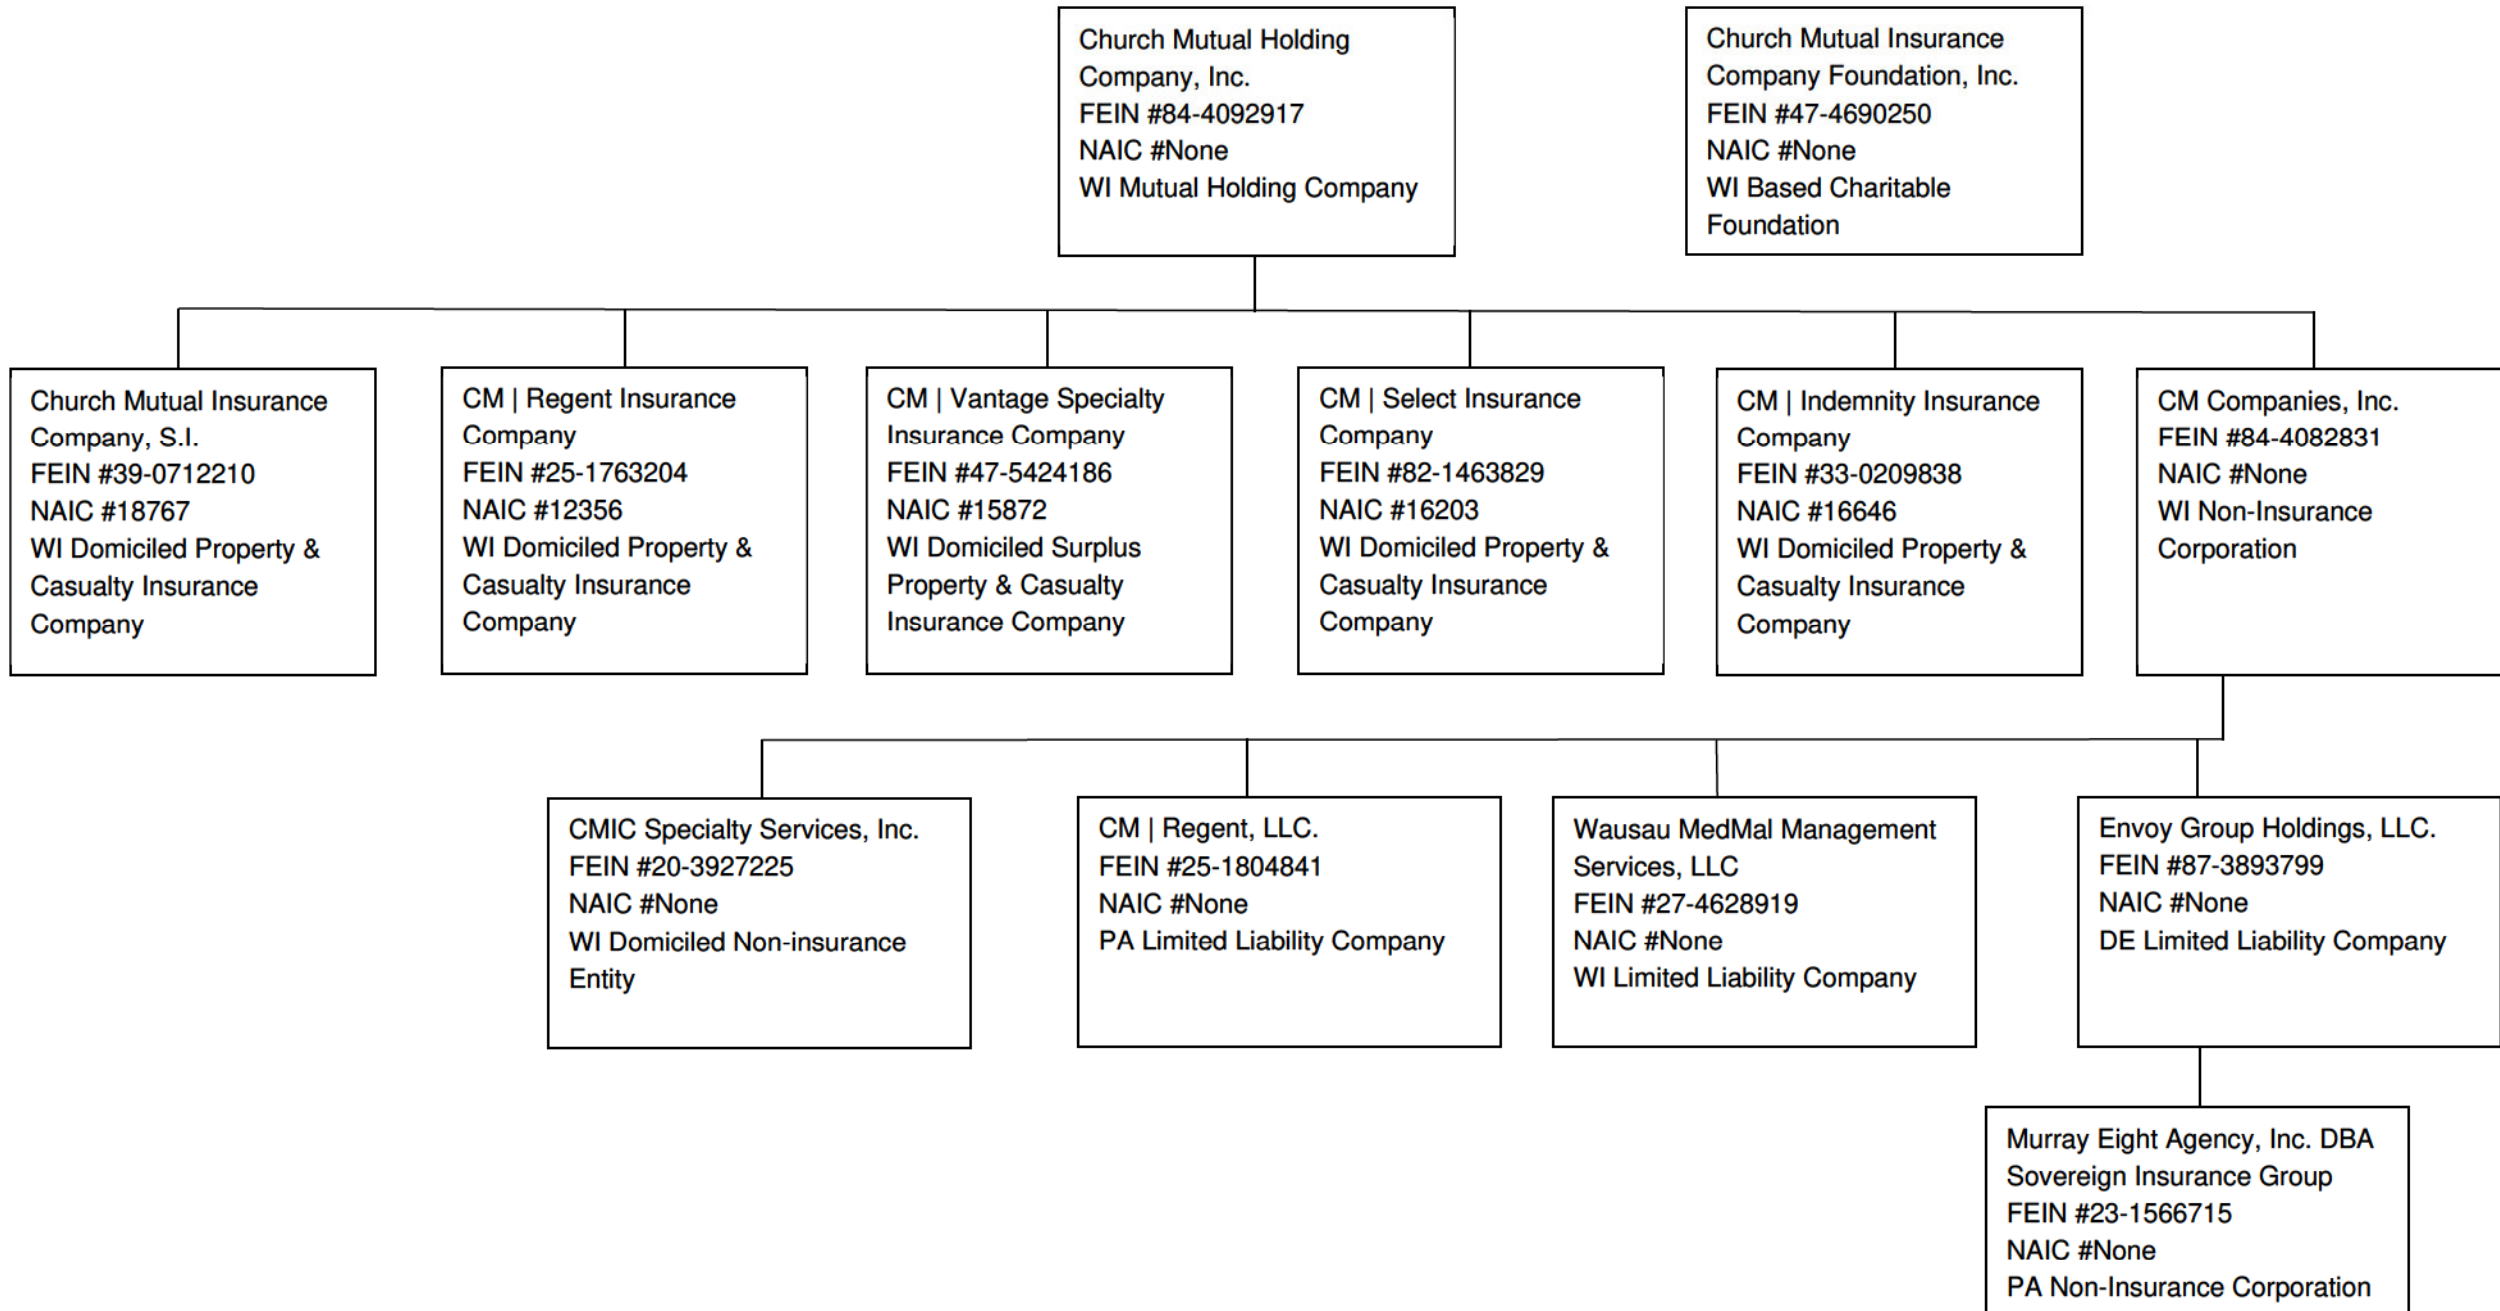 Church Mutual Holding
Company, Inc.
FEIN #84-4092917
NAIC #None
WI Mutual Holding Company
Church Mutual Insurance
Company Foundation, Inc.
FEIN #47-4690250
NAIC #None
WI Based Charitable
Foundation
Church Mutual Insurance
Company, S.I.
FEIN #39-0712210
NAIC #18767
WI Domiciled Property &
Casualty Insurance
Company
CM | Regent Insurance
Company
FEIN #25-1763204
NAIC #12356
WI Domiciled Property &
Casualty Insurance
Company
CM | Vantage Specialty
Insurance Company
FEIN #47-5424186
NAIC #15872
WI Domiciled Surplus
Property & Casualty
Insurance Company
CM | Select Insurance
Company
FEIN #82-1463829
NAIC #16203
WI Domiciled Property &
Casualty Insurance
Company
CM | Indemnity Insurance
Company
FEIN #33-0209838
NAIC #16646
WI Domiciled Property &
Casualty Insurance
Company
CM Companies, Inc.
FEIN #84-4082831
NAIC #None
WI Non-Insurance
Corporation
CMIC Specialty Services, Inc.
FEIN #20-3927225
NAIC #None
WI Domiciled Non-insurance
Entity
CM | Regent, LLC.
FEIN #25-1804841
NAIC #None
PA Limited Liability Company
Wausau MedMal Management
Services, LLC
FEIN #27-4628919
NAIC #None
WI Limited Liability Company
Envoy Group Holdings, LLC.
FEIN #87-3893799
NAIC #None
DE Limited Liability Company
Murray Eight Agency, Inc. DBA
Sovereign Insurance Group
FEIN #23-1566715
NAIC #None
PA Non-Insurance Corporation